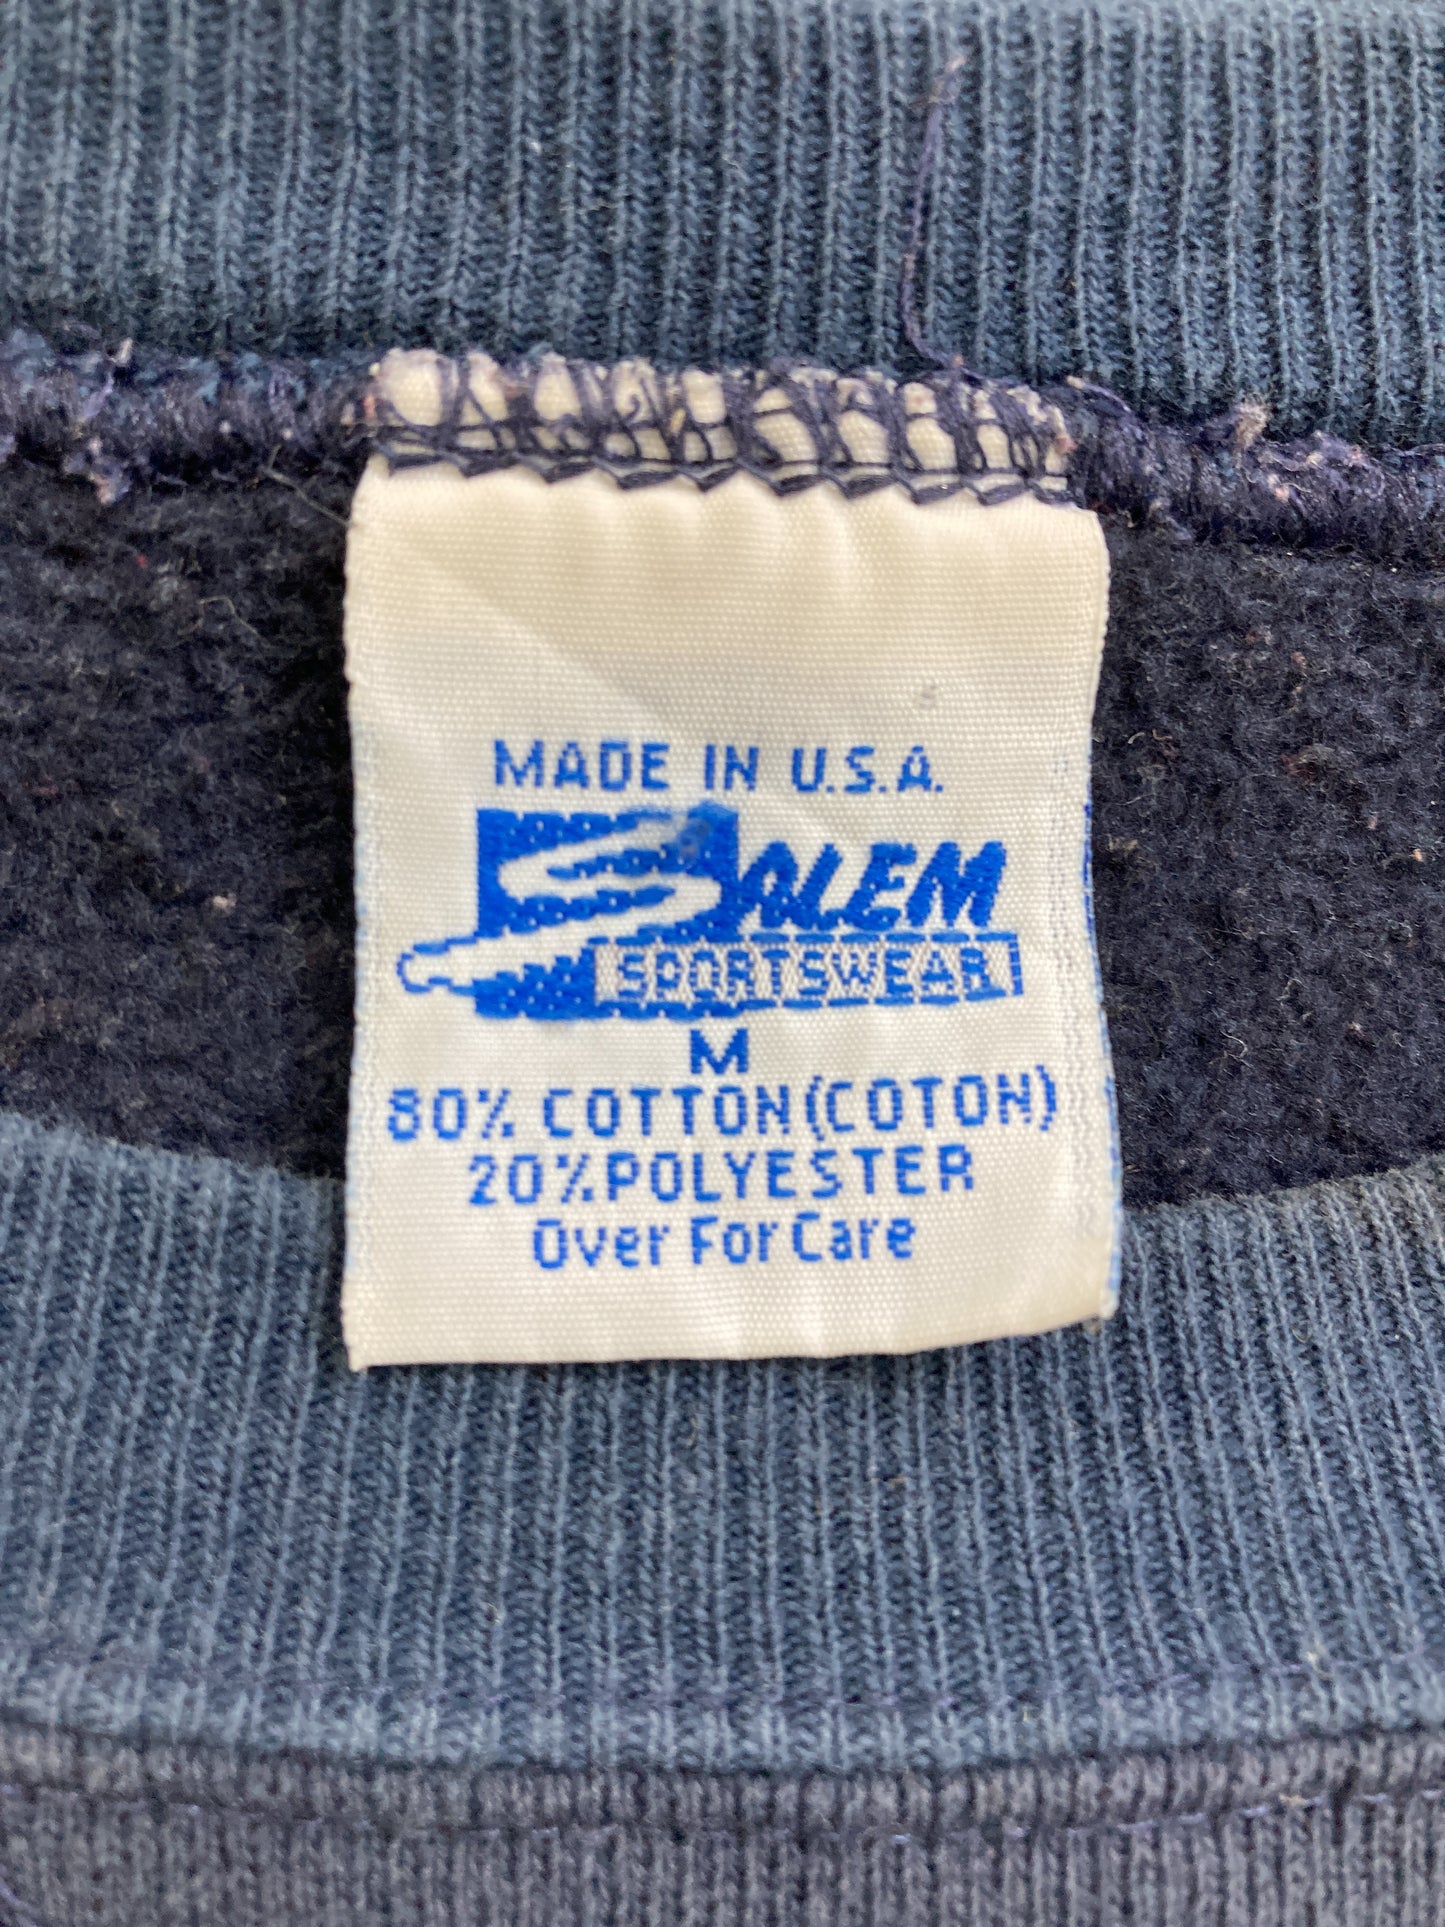 MADE IN U.S.A.
SALEM
SPORTSWEAR
M
80% COTTON (COTON)
20% POLYESTER
Over For Care